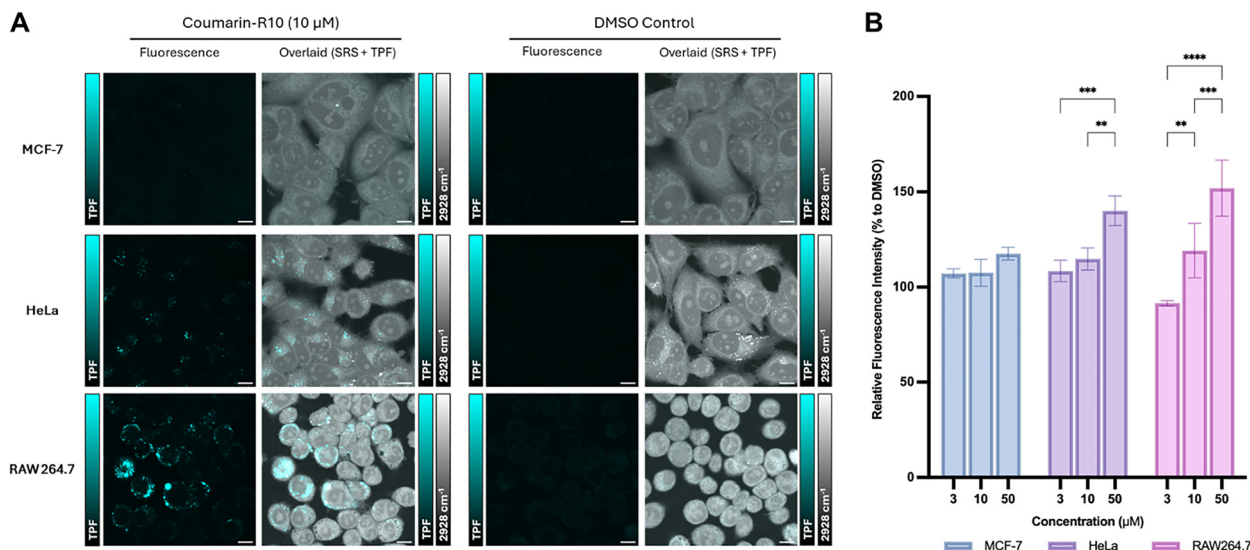 A
Coumarin-R10 (10 µM)
DMSO Control
Fluorescence
Overlaid (SRS + TPF)
Fluorescence
Overlaid (SRS + TPF)
MCF-7
TPF
TPF
2928 cm⁻¹
TPF
TPF
2928 cm⁻¹
HeLa
TPF
TPF
2928 cm⁻¹
TPF
TPF
2928 cm⁻¹
RAW264.7
TPF
TPF
2928 cm⁻¹
TPF
TPF
2928 cm⁻¹
B
Relative Fluorescence Intensity (% to DMSO)
200
150
100
50
0
****
*** ***
** **
3 10 50 3 10 50 3 10 50
Concentration (µM)
MCF-7 HeLa RAW264.7